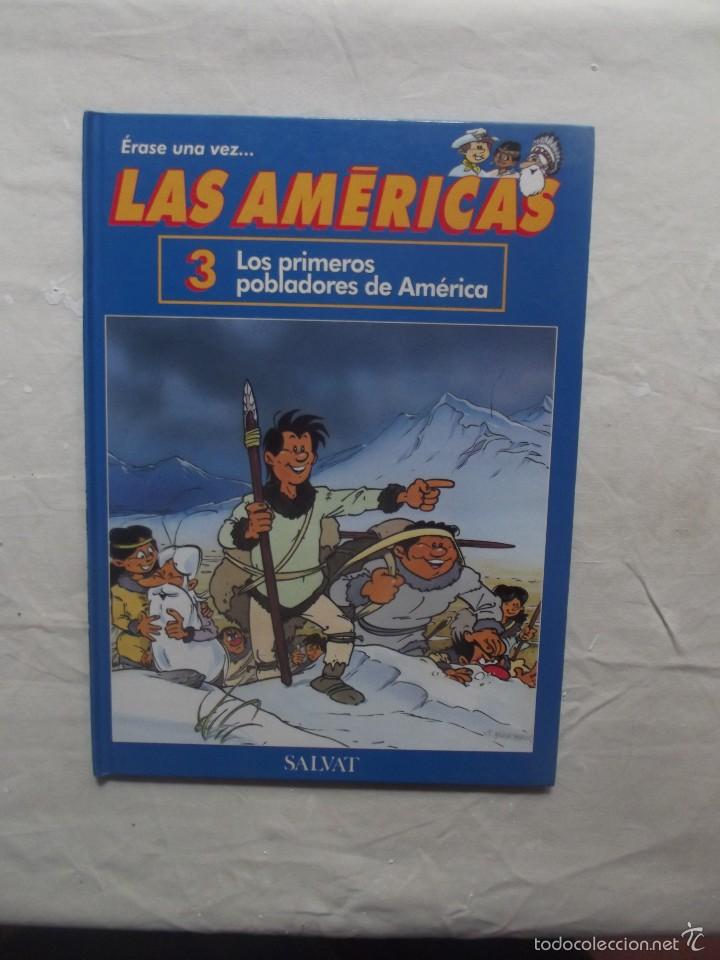 Érase una vez...
LAS AMÉRICAS
3 Los primeros
pobladores de América
SALVAT
todocoleccion.net